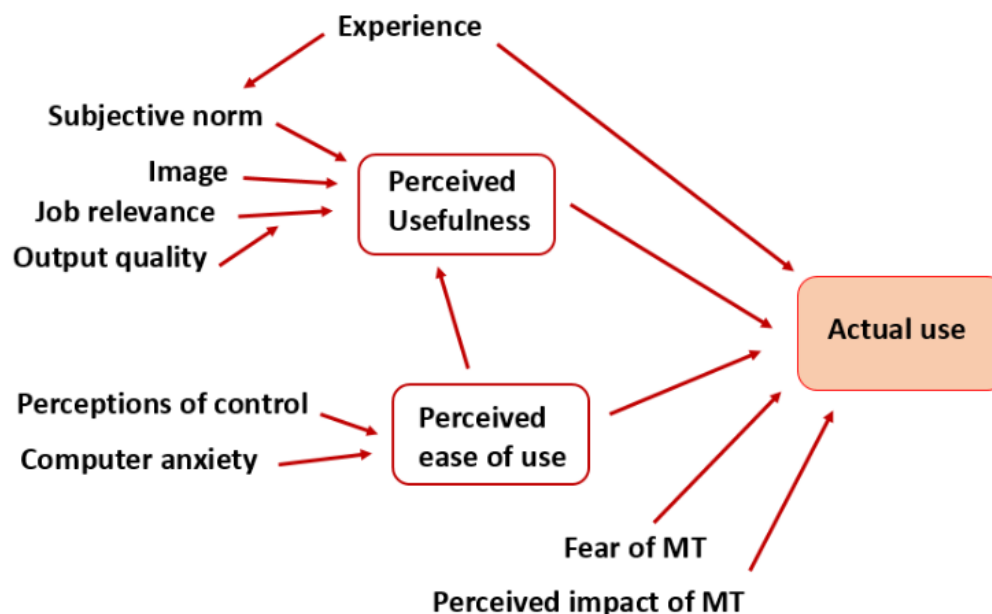 Experience
Subjective norm
Image
Job relevance
Output quality
Perceived
Usefulness
Actual use
Perceptions of control
Computer anxiety
Perceived
ease of use
Fear of MT
Perceived impact of MT